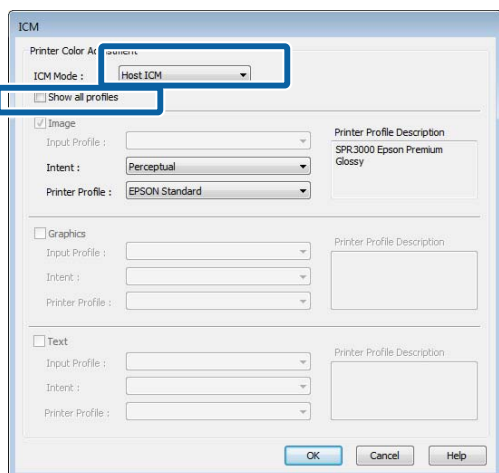 ICM
Printer Color Adjustment
ICM Mode :
Host ICM
Show all profiles
Image
Input Profile :
Printer Profile Description
SPR3000 Epson Premium
Glossy
Intent :
Perceptual
Printer Profile :
EPSON Standard
Graphics
Input Profile :
Printer Profile Description
Intent :
Printer Profile :
Text
Input Profile :
Printer Profile Description
Intent :
Printer Profile :
OK
Cancel
Help